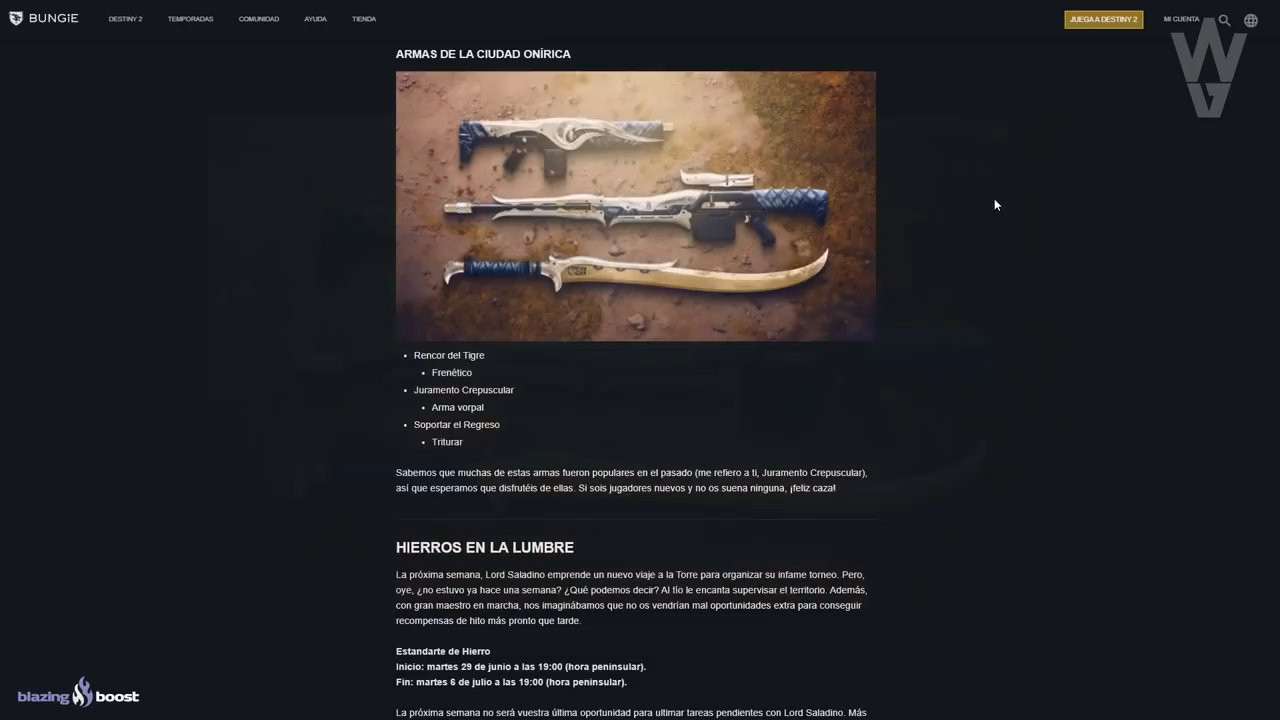 BUNGIE
DESTINY 2
TEMPORADAS
COMUNIDAD
AYUDA
TIENDA
JUEGA A DESTINY 2
MI CUENTA
ARMAS DE LA CIUDAD ONÍRICA
• Rencor del Tigre
• Frenético
• Juramento Crepuscular
• Arma vorpal
• Soportar el Regreso
• Triturar
Sabemos que muchas de estas armas fueron populares en el pasado (me refiero a ti, Juramento Crepuscular),
así que esperamos que disfrutéis de ellas. Si sois jugadores nuevos y no os suena ninguna, ¡feliz caza!
HIERROS EN LA LUMBRE
La próxima semana, Lord Saladino emprende un nuevo viaje a la Torre para organizar su infame torneo. Pero,
oye, ¿no estuvo ya hace una semana? ¿Qué podemos decir? Al tío le encanta supervisar el territorio. Además,
con gran maestro en marcha, nos imaginábamos que no os vendrían mal oportunidades extra para conseguir
recompensas de hito más pronto que tarde.
Estandarte de Hierro
Inicio: martes 29 de junio a las 19:00 (hora peninsular).
Fin: martes 6 de julio a las 19:00 (hora peninsular).
La próxima semana no será vuestra última oportunidad para ultimar tareas pendientes con Lord Saladino. Más
blazing boost